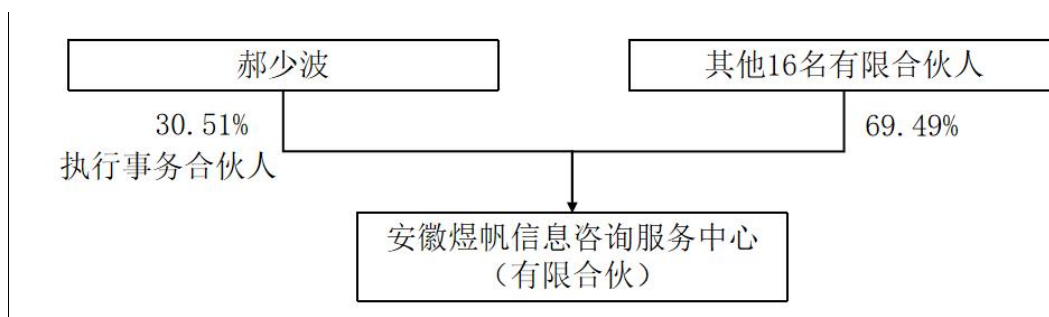 郝少波
其他16名有限合伙人
30.51%
执行事务合伙人
69.49%
安徽煜帆信息咨询服务中心
（有限合伙）